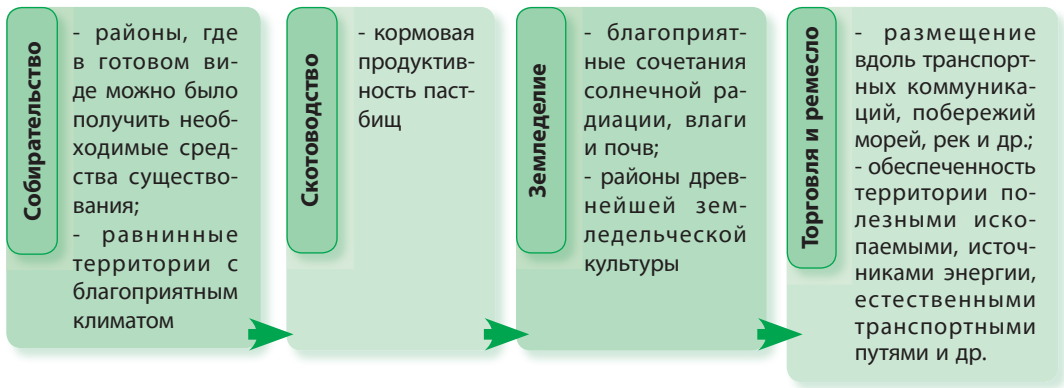 Собирательство
- районы, где
в готовом ви-
де можно было
получить необ-
ходимые сред-
ства существо-
вания;
- равнинные
территории с
благоприятным
климатом
Скотоводство
- кормовая
продуктив-
ность паст-
бищ
Земледелие
- благоприят-
ные сочетания
солнечной ра-
диации, влаги
и почв;
- районы древ-
нейшей зем-
ледельческой
культуры
Торговля и ремесло
- размещение
вдоль транспорт-
ных коммуника-
ций, побережий
морей, рек и др.;
- обеспеченность
территории по-
лезными иско-
паемыми, источ-
никами энергии,
естественными
транспортными
путями и др.